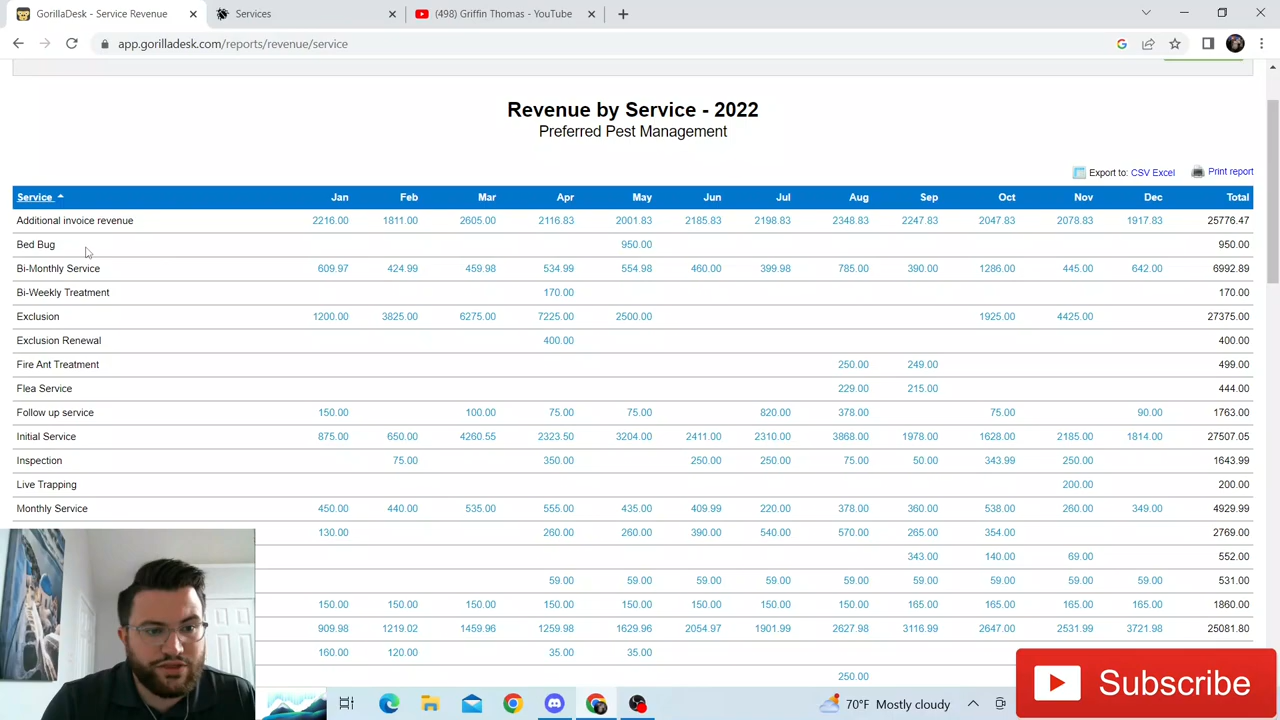 GorillaDesk - Service Revenue
Services
(498) Griffin Thomas - YouTube
app.gorilladesk.com/reports/revenue/service
Revenue by Service - 2022
Preferred Pest Management
Export to: CSV Excel Print report
Service Jan Feb Mar Apr May Jun Jul Aug Sep Oct Nov Dec Total
Additional invoice revenue 2216.00 1811.00 2605.00 2116.83 2001.83 2185.83 2198.83 2348.83 2247.83 2047.83 2078.83 1917.83 25776.47
Bed Bug 950.00 950.00
Bi-Monthly Service 609.97 424.99 459.98 534.99 554.98 460.00 399.98 785.00 390.00 1286.00 445.00 642.00 6992.89
Bi-Weekly Treatment 170.00 170.00
Exclusion 1200.00 3825.00 6275.00 7225.00 2500.00 1925.00 4425.00 27375.00
Exclusion Renewal 400.00 400.00
Fire Ant Treatment 250.00 249.00 499.00
Flea Service 229.00 215.00 444.00
Follow up service 150.00 100.00 75.00 75.00 820.00 378.00 75.00 90.00 1763.00
Initial Service 875.00 650.00 4260.55 2323.50 3204.00 2411.00 2310.00 3868.00 1978.00 1628.00 2185.00 1814.00 27507.05
Inspection 75.00 350.00 250.00 250.00 75.00 50.00 343.99 250.00 1643.99
Live Trapping 200.00 200.00
Monthly Service 450.00 440.00 535.00 555.00 435.00 409.99 220.00 378.00 360.00 538.00 260.00 349.00 4929.99
130.00 260.00 260.00 390.00 540.00 570.00 265.00 354.00 2769.00
343.00 140.00 69.00 552.00
59.00 59.00 59.00 59.00 59.00 59.00 59.00 59.00 59.00 531.00
150.00 150.00 150.00 150.00 150.00 150.00 150.00 150.00 165.00 165.00 165.00 165.00 1860.00
909.98 1219.02 1459.96 1259.98 1629.96 2054.97 1901.99 2627.98 3116.99 2647.00 2531.99 3721.98 25081.80
160.00 120.00 35.00 35.00
250.00
Subscribe
70°F Mostly cloudy